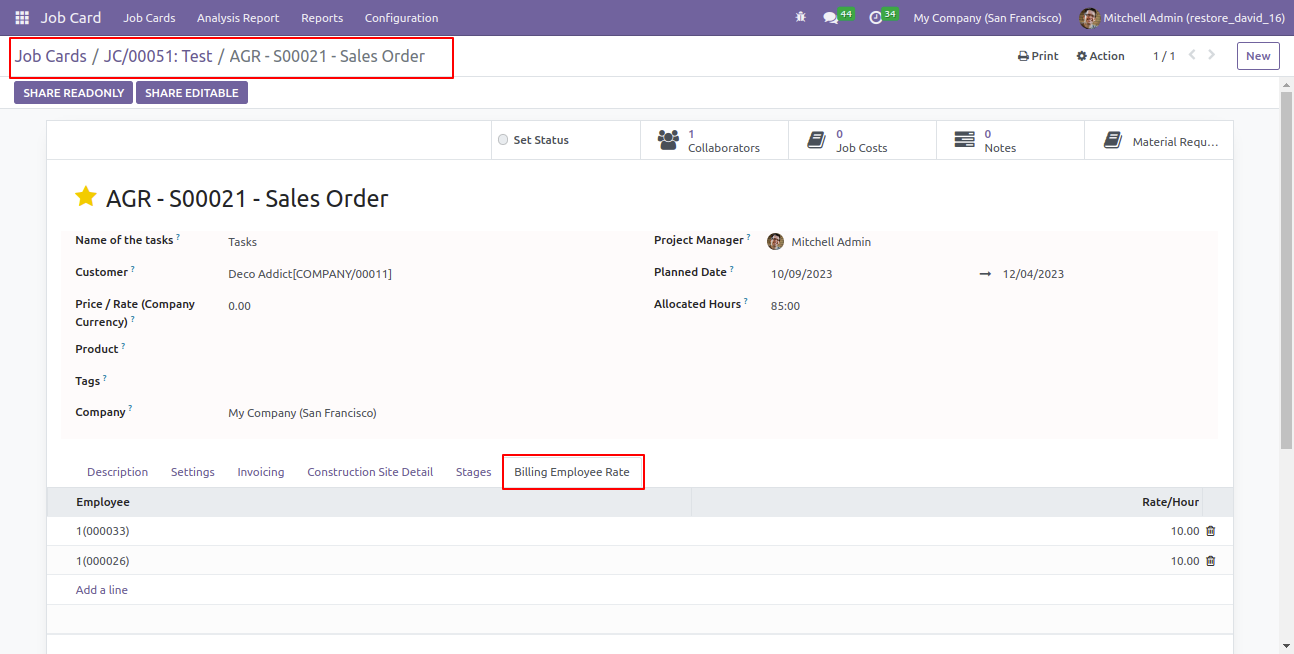 Job Card Job Cards Analysis Report Reports Configuration 44 34 My Company (San Francisco) Mitchell Admin (restore_david_16)
Job Cards / JC/00051: Test / AGR - S00021 - Sales Order Print Action 1 / 1 New
SHARE READONLY SHARE EDITABLE
Set Status 1 Collaborators 0 Job Costs 0 Notes Material Requ...
AGR - S00021 - Sales Order
Name of the tasks ? Tasks Project Manager ? Mitchell Admin
Customer ? Deco Addict[COMPANY/00011] Planned Date ? 10/09/2023 → 12/04/2023
Price / Rate (Company Currency) ? 0.00 Allocated Hours ? 85:00
Product ?
Tags ?
Company ? My Company (San Francisco)
Description Settings Invoicing Construction Site Detail Stages Billing Employee Rate
Employee Rate/Hour
1(000033) 10.00
1(000026) 10.00
Add a line